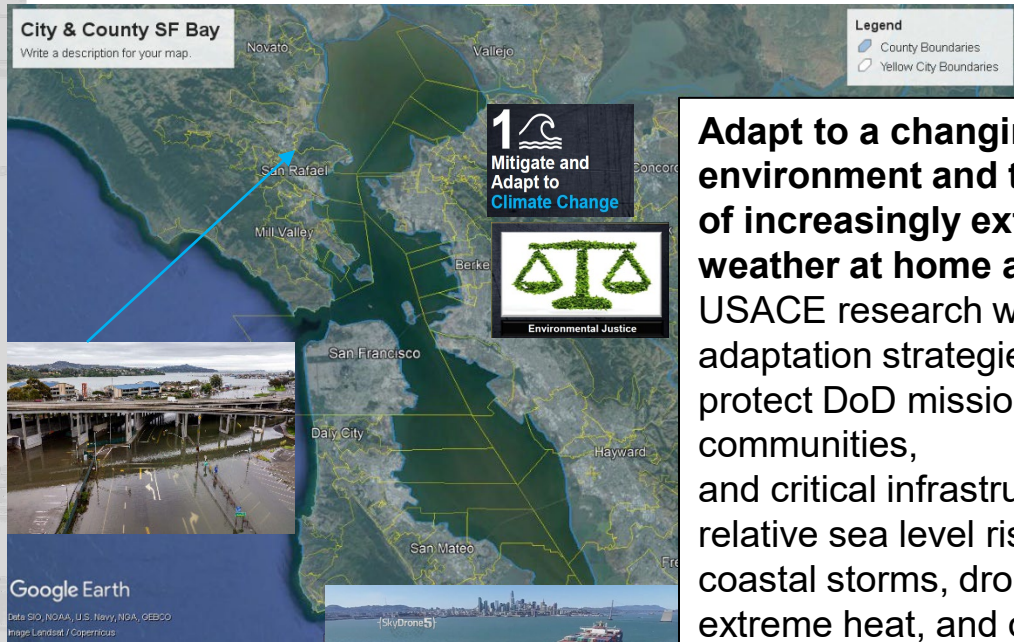 City & County SF Bay
Write a description for your map.
Legend
County Boundaries
Yellow City Boundaries
Novato
Vallejo
1
Mitigate and
Adapt to
Climate Change
Concord
San Rafael
Mill Valley
Berke
Environmental Justice
San Francisco
Daly City
Hayward
San Mateo
Fre
Google Earth
Data SIO, NOAA, U.S. Navy, NGA, GEBCO
Image Landsat / Copernicus
{SkyDrone5}
Adapt to a changin
environment and t
of increasingly ext
weather at home a
USACE research w
adaptation strategie
protect DoD missio
communities,
and critical infrastru
relative sea level ris
coastal storms, dro
extreme heat, and